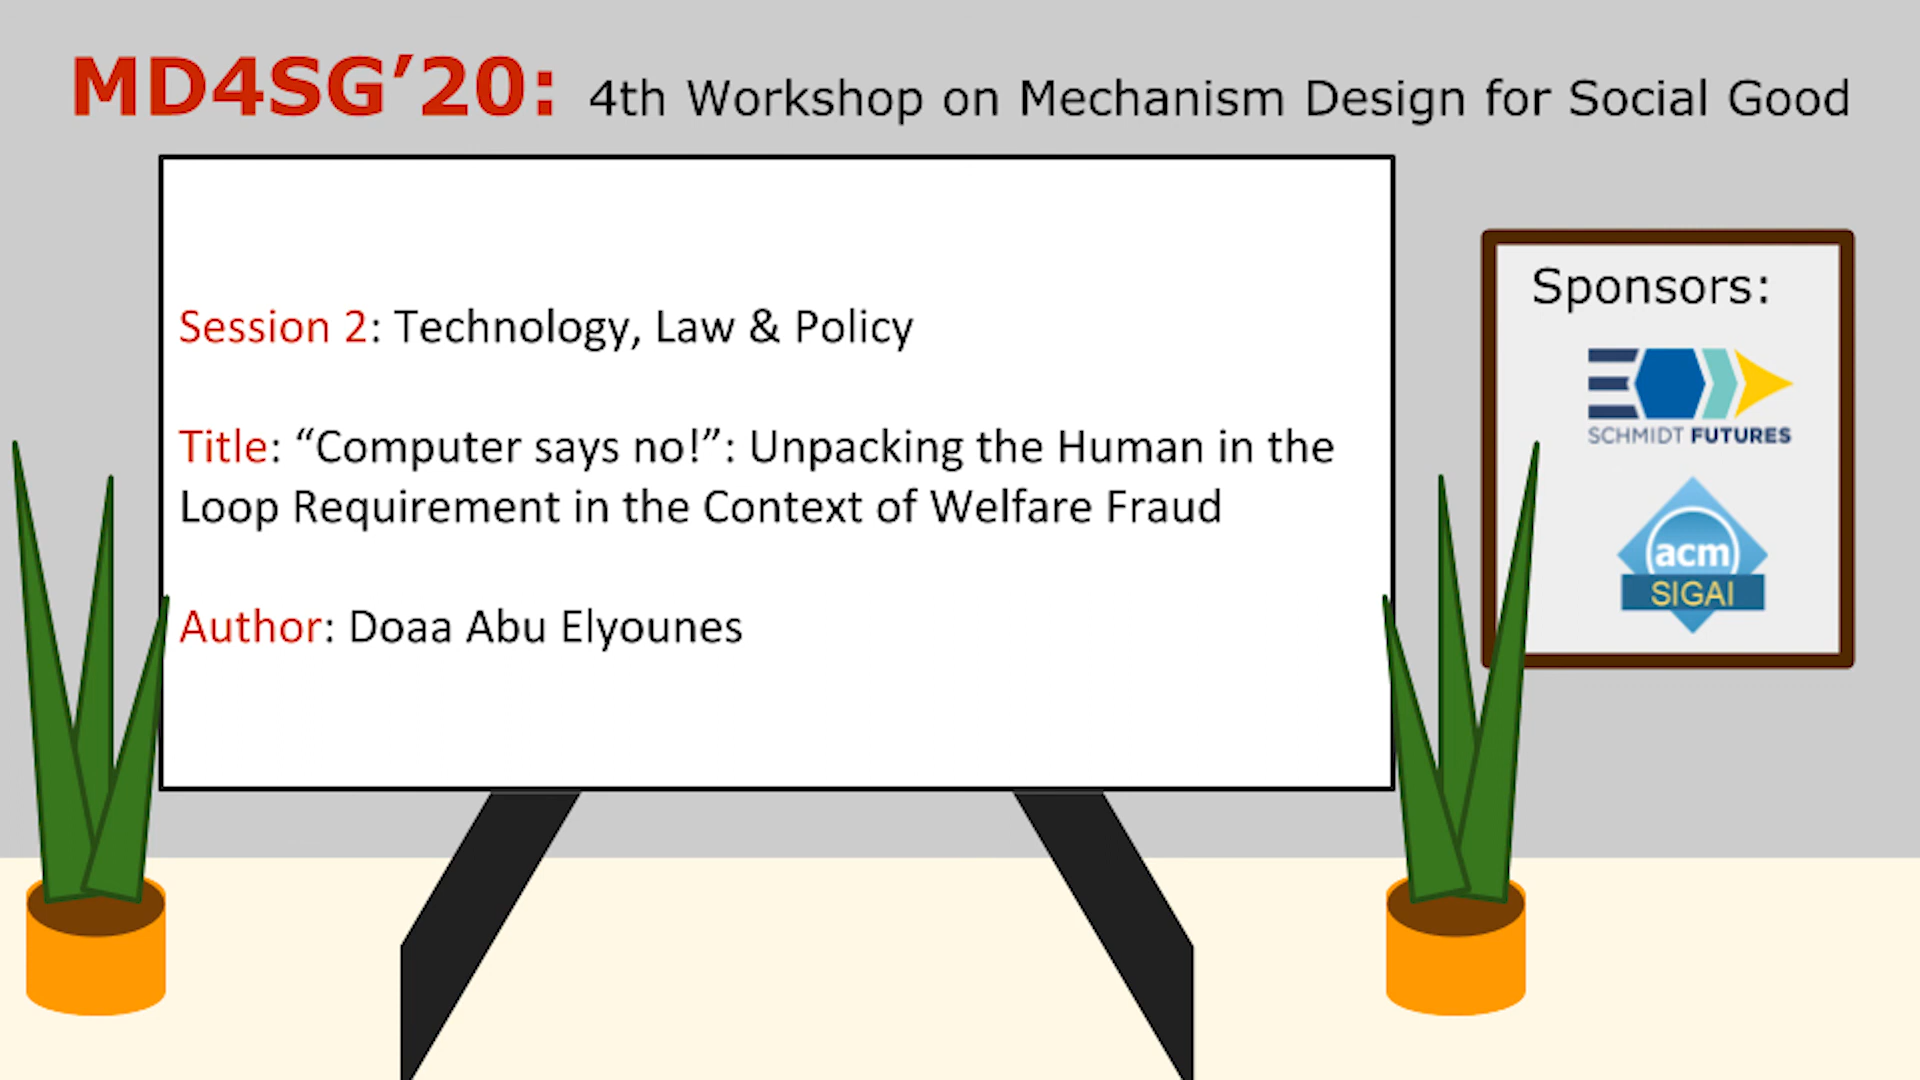 MD4SG’20: 4th Workshop on Mechanism Design for Social Good
Session 2: Technology, Law & Policy
Title: “Computer says no!”: Unpacking the Human in the
Loop Requirement in the Context of Welfare Fraud
Author: Doaa Abu Elyounes
Sponsors:
SCHMIDT FUTURES
acm
SIGAI